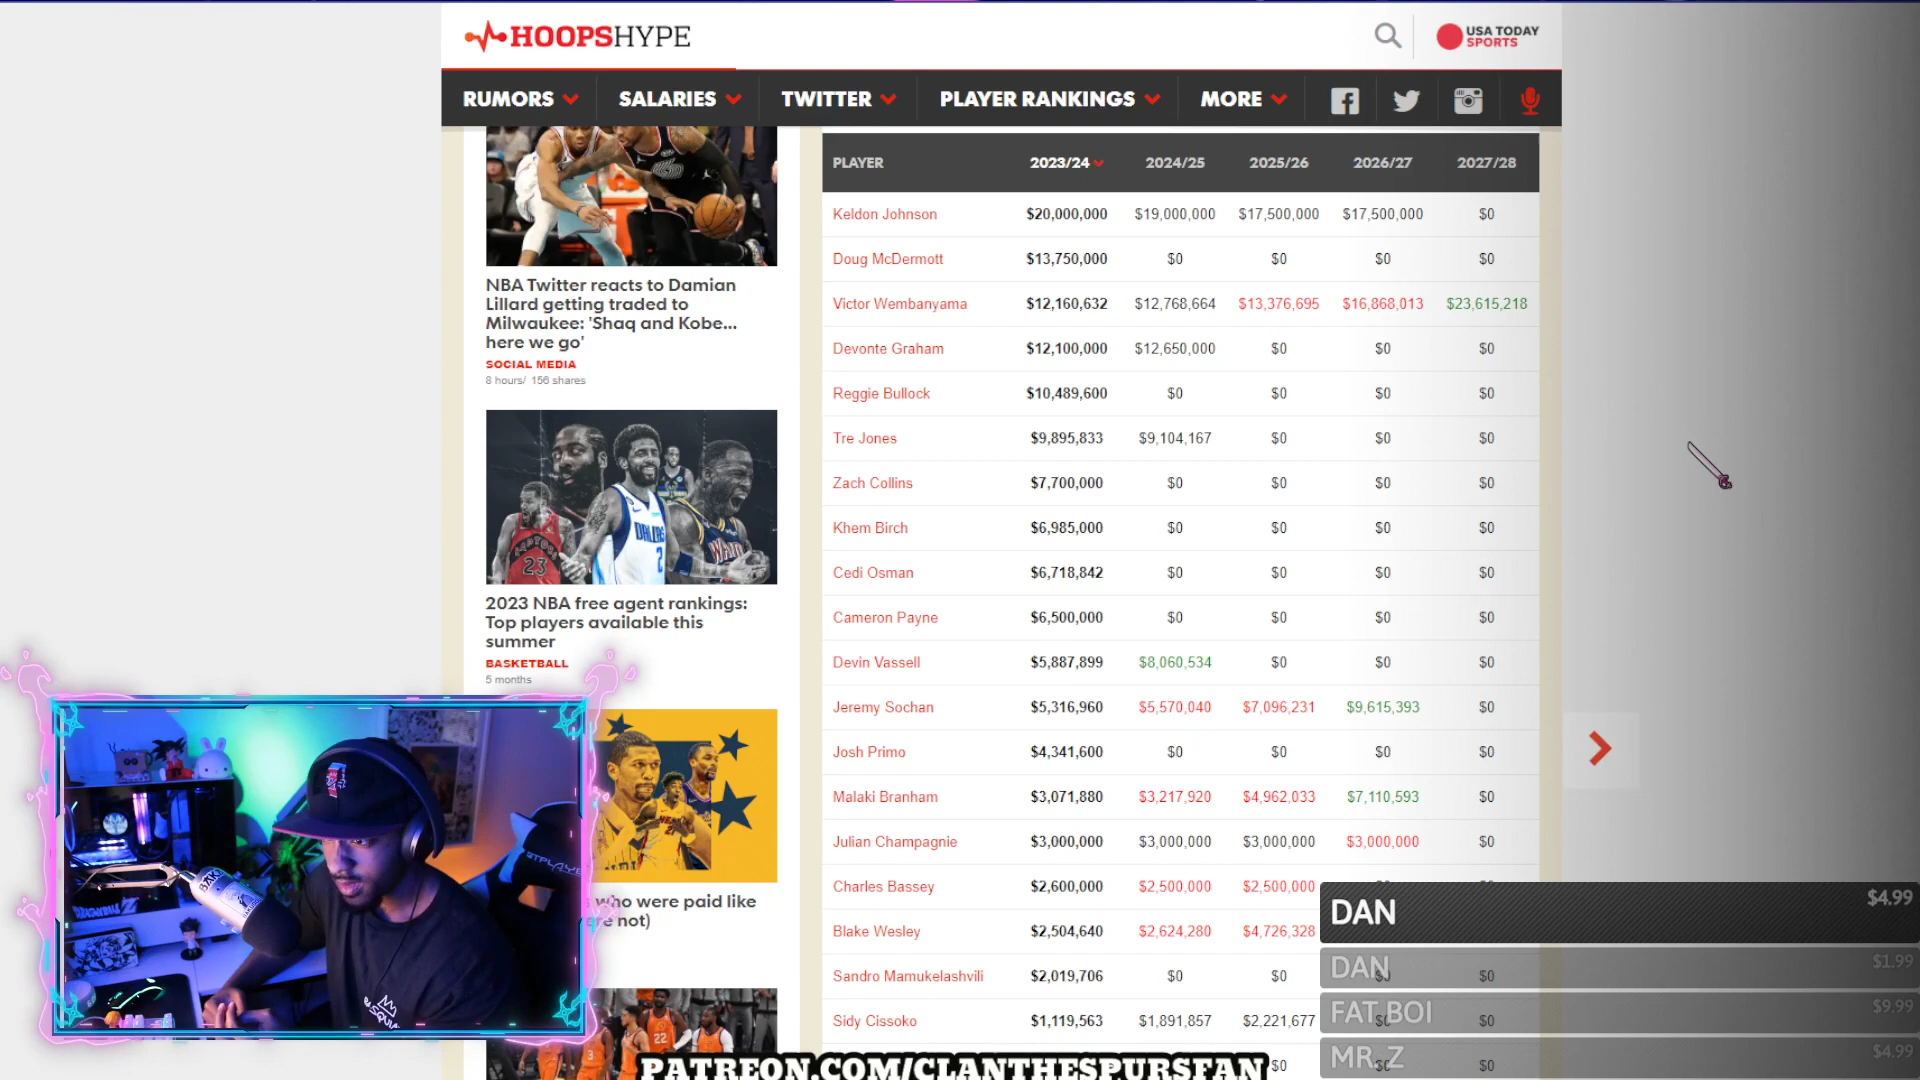 HOOPSHYPE
USA TODAY
SPORTS
RUMORS SALARIES TWITTER PLAYER RANKINGS MORE
PLAYER 2023/24 2024/25 2025/26 2026/27 2027/28
Keldon Johnson $20,000,000 $19,000,000 $17,500,000 $17,500,000 $0
Doug McDermott $13,750,000 $0 $0 $0 $0
Victor Wembanyama $12,160,632 $12,768,664 $13,376,695 $16,868,013 $23,615,218
Devonte Graham $12,100,000 $12,650,000 $0 $0 $0
Reggie Bullock $10,489,600 $0 $0 $0 $0
Tre Jones $9,895,833 $9,104,167 $0 $0 $0
Zach Collins $7,700,000 $0 $0 $0 $0
Khem Birch $6,985,000 $0 $0 $0 $0
Cedi Osman $6,718,842 $0 $0 $0 $0
Cameron Payne $6,500,000 $0 $0 $0 $0
Devin Vassell $5,887,899 $8,060,534 $0 $0 $0
Jeremy Sochan $5,316,960 $5,570,040 $7,096,231 $9,615,393 $0
Josh Primo $4,341,600 $0 $0 $0 $0
Malaki Branham $3,071,880 $3,217,920 $4,962,033 $7,110,593 $0
Julian Champagnie $3,000,000 $3,000,000 $3,000,000 $3,000,000 $0
Charles Bassey $2,600,000 $2,500,000 $2,500,000
Blake Wesley $2,504,640 $2,624,280 $4,726,328
Sandro Mamukelashvili $2,019,706 $0 $0 $0 $0
Sidy Cissoko $1,119,563 $1,891,857 $2,221,677 $0 $0
$0 $0 $0
NBA Twitter reacts to Damian
Lillard getting traded to
Milwaukee: 'Shaq and Kobe...
here we go'
SOCIAL MEDIA
8 hours/ 156 shares
DALLAS
2
23
2023 NBA free agent rankings:
Top players available this
summer
BASKETBALL
5 months
who were paid like
re not)
22
3
DAN $4.99
DAN $1.99
FAT BOI $9.99
MR. Z $4.99
PATREON.COM/CLANTHESPURSFAN